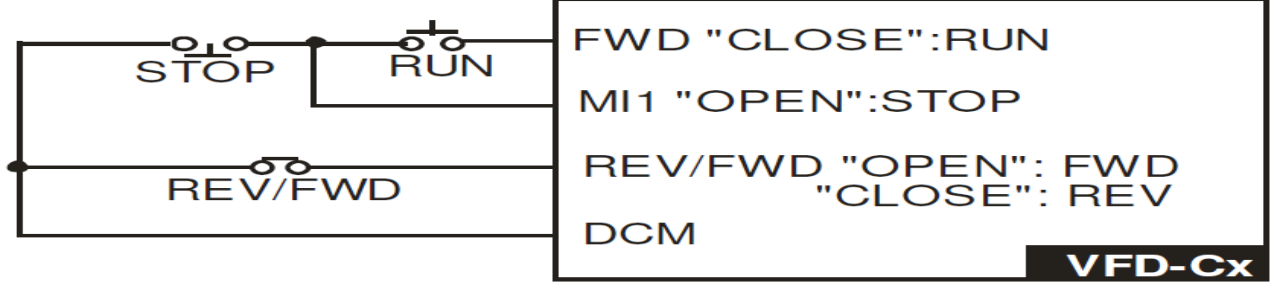 FWD "CLOSE":RUN
STOP
RUN
MI1 "OPEN":STOP
REV/FWD "OPEN": FWD
"CLOSE": REV
REV/FWD
DCM
VFD-Cx